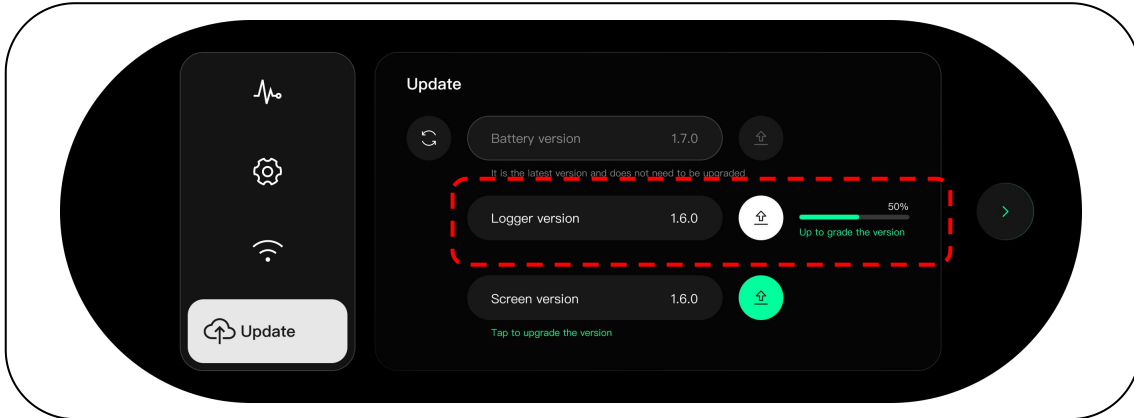 Update
Battery version 1.7.0
It is the latest version and does not need to be upgraded
Logger version 1.6.0
50%
Up to grade the version
Screen version 1.6.0
Tap to upgrade the version
Update